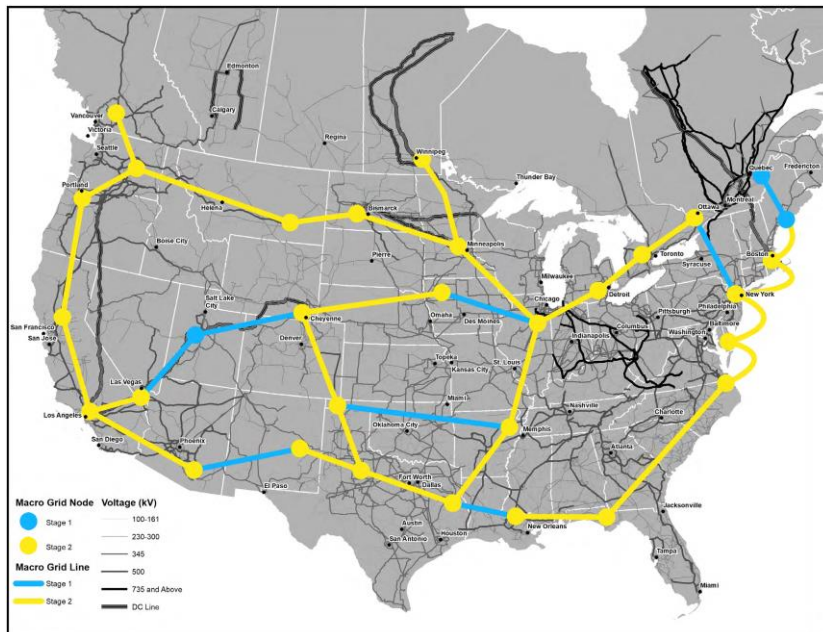 Edmonton
Calgary
Vancouver
Victoria
Seattle
Regina
Winnipeg
Thunder Bay
Québec
Fredericton
Montreal
Ottawa
Portland
Helena
Bismarck
Boise City
Pierre
Minneapolis
Toronto
Syracuse
Boston
Milwaukee
Detroit
New York
Salt Lake
City
Cheyenne
Omaha
Des Moines
Chicago
Pittsburgh
Philadelphia
Baltimore
Washington
Columbus
Indianapolis
San Francisco
San Jose
Denver
Topeka
Kansas City
St. Louis
Las Vegas
Los Angeles
Miami
Nashville
Charlotte
San Diego
Phoenix
Oklahoma City
Memphis
Atlanta
El Paso
Fort Worth
Dallas
Jacksonville
Austin
San Antonio
Houston
New Orleans
Tampa
Miami
Macro Grid Node
Stage 1
Stage 2
Macro Grid Line
Stage 1
Stage 2
Voltage (kV)
100-161
230-300
345
500
735 and Above
DC Line